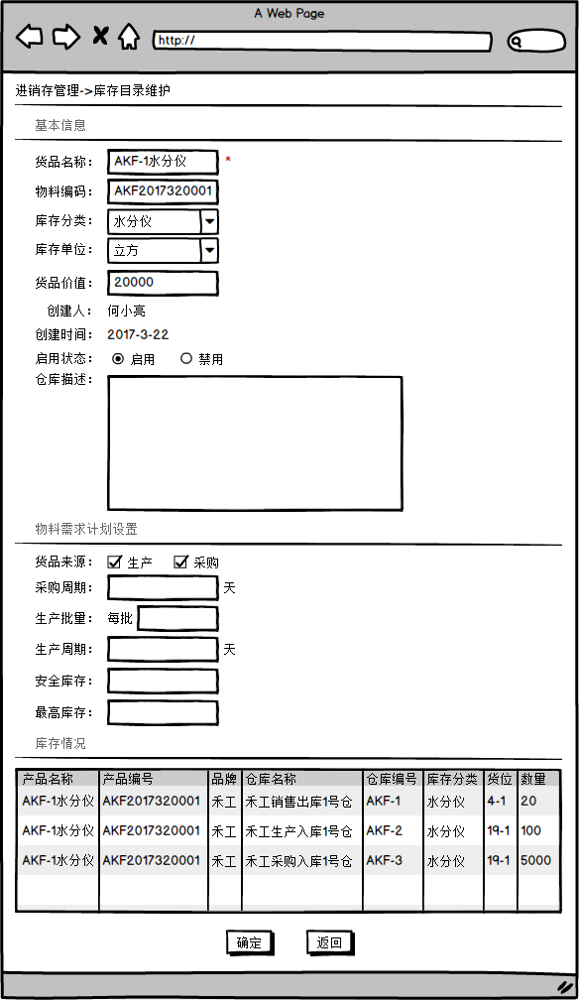 A Web Page
http://
进销存管理->库存目录维护
基本信息
货品名称： AKF-1水分仪 *
物料编码： AKF2017320001
库存分类： 水分仪
库存单位： 立方
货品价值： 20000
创建人： 何小亮
创建时间： 2017-3-22
启用状态： 启用 禁用
仓库描述：
物料需求计划设置
货品来源： 生产 采购
采购周期： 天
生产批量： 每批
生产周期： 天
安全库存：
最高库存：
库存情况
产品名称 产品编号 品牌 仓库名称 仓库编号 库存分类 货位 数量
AKF-1水分仪 AKF2017320001 禾工 禾工销售出库1号仓 AKF-1 水分仪 4-1 20
AKF-1水分仪 AKF2017320001 禾工 禾工生产入库1号仓 AKF-2 水分仪 19-1 100
AKF-1水分仪 AKF2017320001 禾工 禾工采购入库1号仓 AKF-3 水分仪 19-1 5000
确定 返回